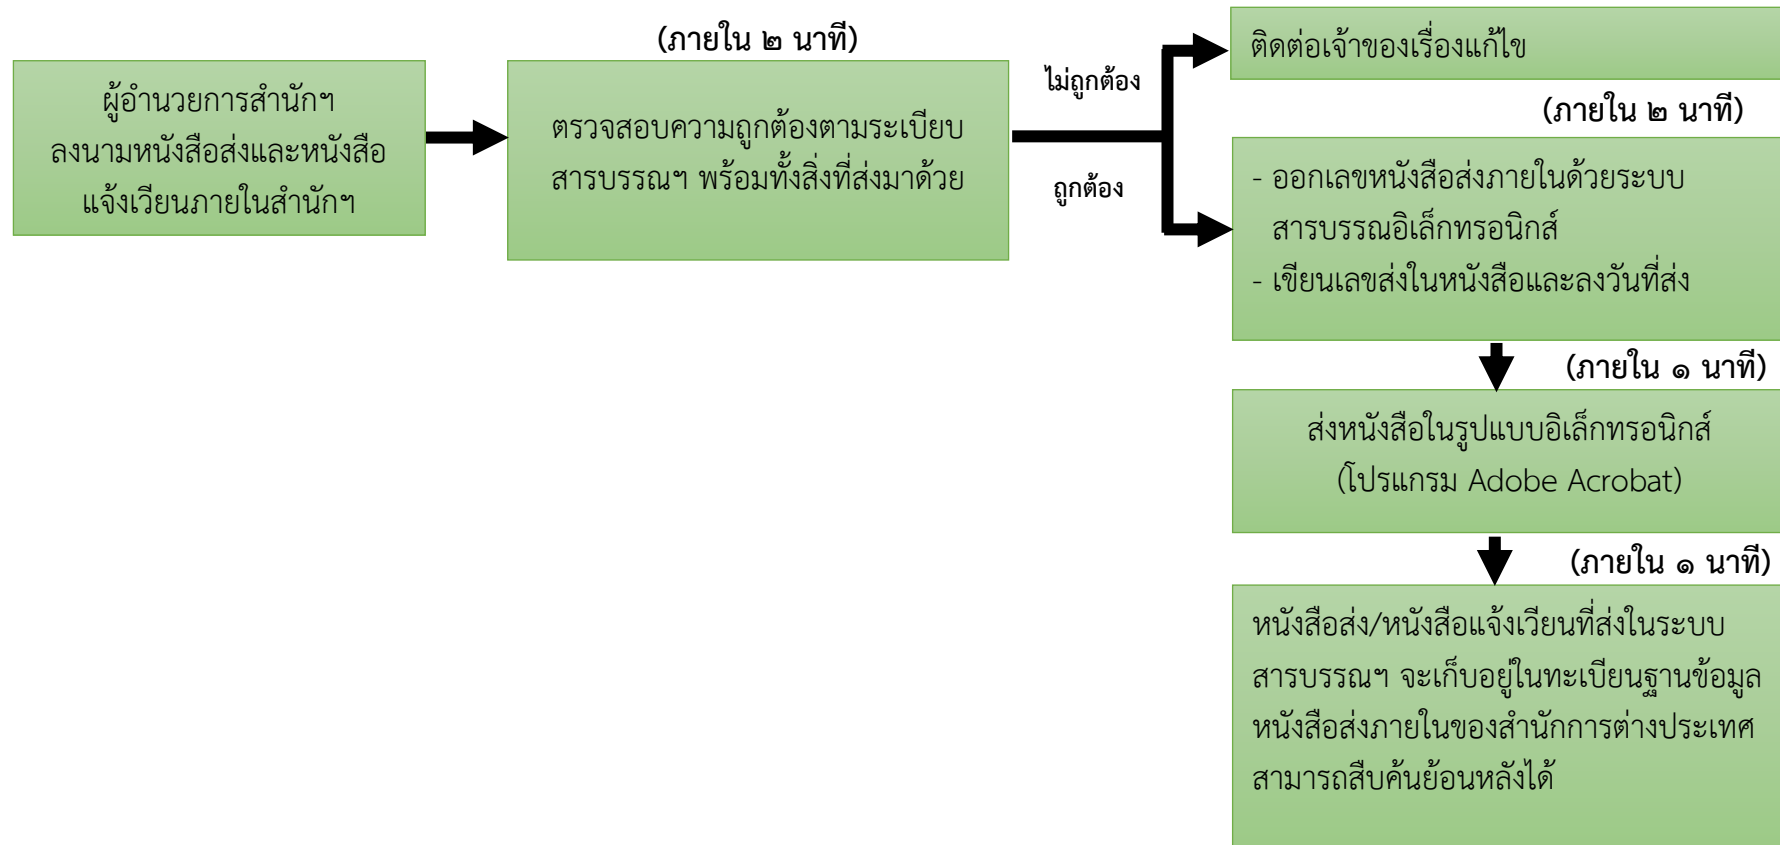 ผู้อำนวยการสำนักฯ
ลงนามหนังสือส่งและหนังสือ
แจ้งเวียนภายในสำนักฯ
(ภายใน ๒ นาที)
ตรวจสอบความถูกต้องตามระเบียบ
สารบรรณฯ พร้อมทั้งสิ่งที่ส่งมาด้วย
ไม่ถูกต้อง
ถูกต้อง
ติดต่อเจ้าของเรื่องแก้ไข
(ภายใน ๒ นาที)
- ออกเลขหนังสือส่งภายในด้วยระบบ
สารบรรณอิเล็กทรอนิกส์
- เขียนเลขส่งในหนังสือและลงวันที่ส่ง
(ภายใน ๑ นาที)
ส่งหนังสือในรูปแบบอิเล็กทรอนิกส์
(โปรแกรม Adobe Acrobat)
(ภายใน ๑ นาที)
หนังสือส่ง/หนังสือแจ้งเวียนที่ส่งในระบบ
สารบรรณฯ จะเก็บอยู่ในทะเบียนฐานข้อมูล
หนังสือส่งภายในของสำนักการต่างประเทศ
สามารถสืบค้นย้อนหลังได้